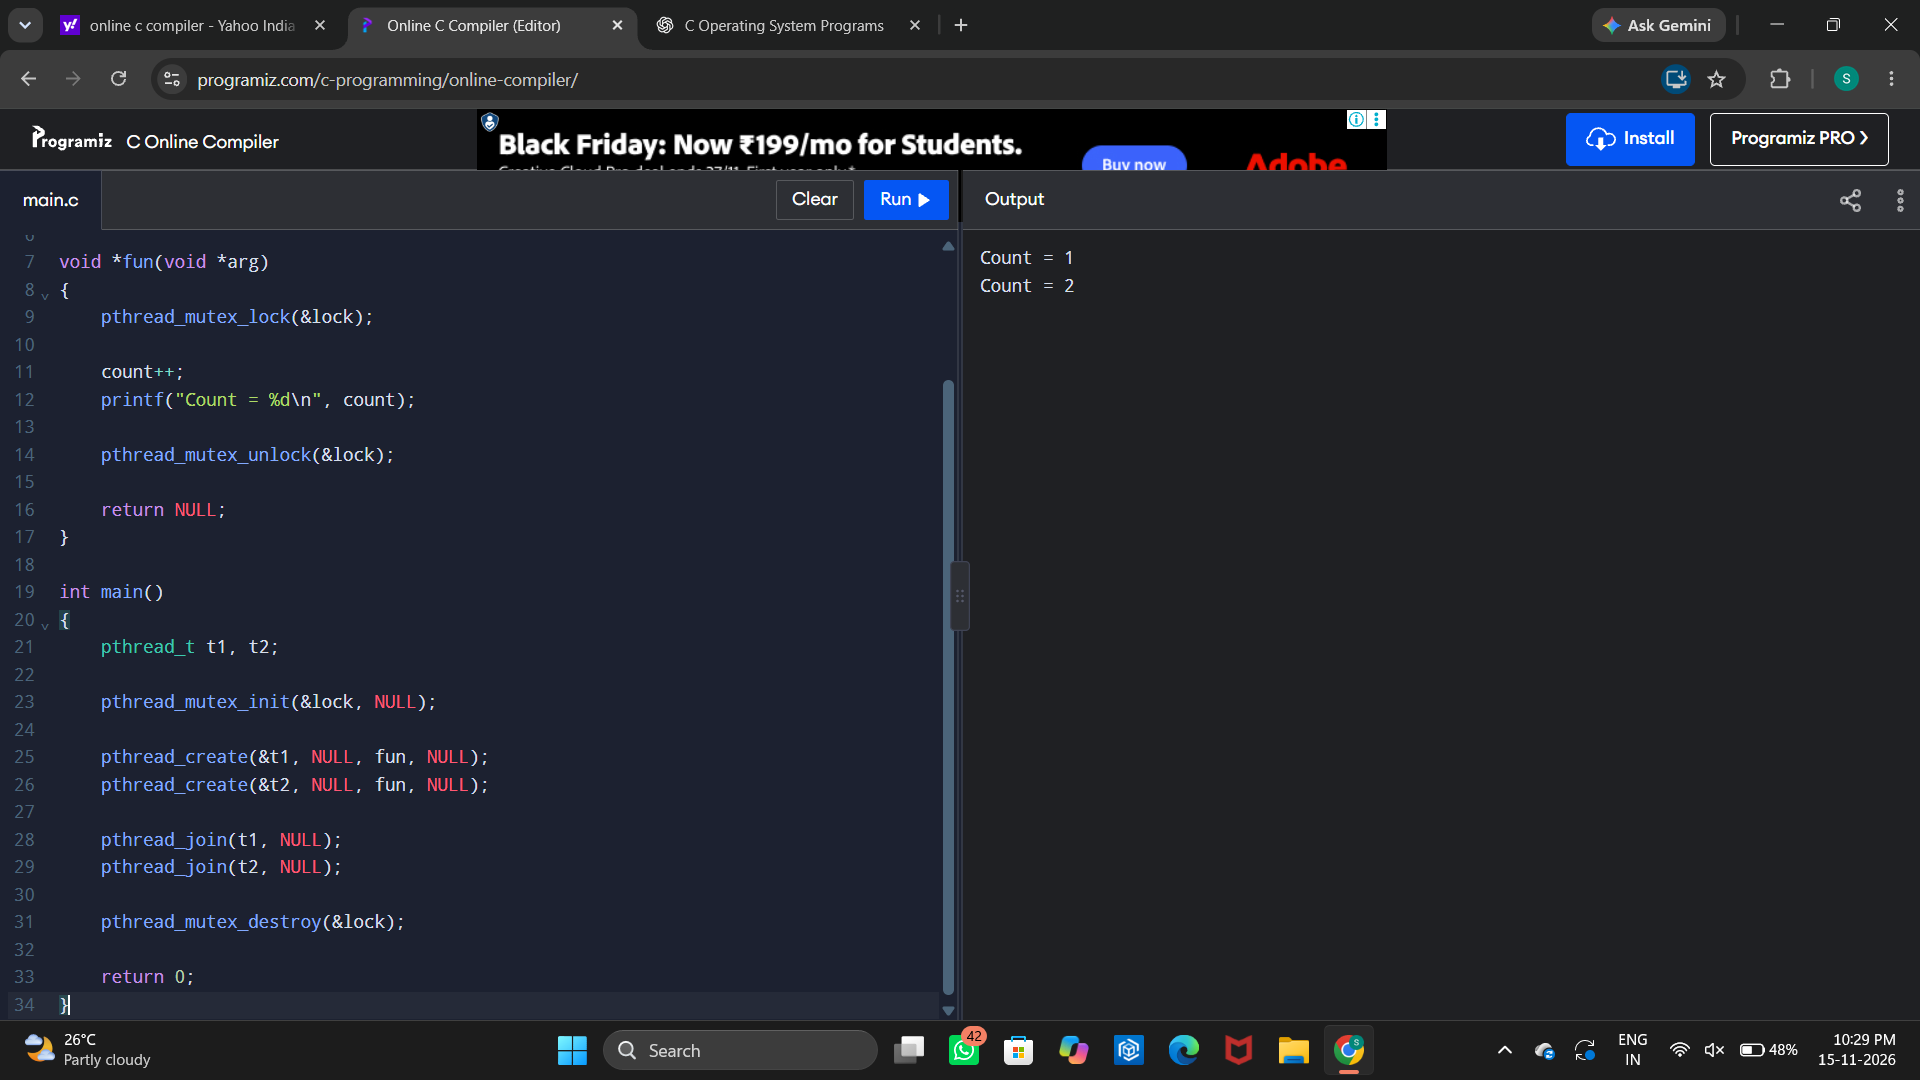 online c compiler - Yahoo India
Online C Compiler (Editor)
C Operating System Programs
Ask Gemini
programiz.com/c-programming/online-compiler/
S
Programiz C Online Compiler
Black Friday: Now ₹199/mo for Students.
Buy now
Adobe
Install
Programiz PRO
main.c
Clear
Run
Output
7 void *fun(void *arg)
8 {
9 pthread_mutex_lock(&lock);
10
11 count++;
12 printf("Count = %d\n", count);
13
14 pthread_mutex_unlock(&lock);
15
16 return NULL;
17 }
18
19 int main()
20 {
21 pthread_t t1, t2;
22
23 pthread_mutex_init(&lock, NULL);
24
25 pthread_create(&t1, NULL, fun, NULL);
26 pthread_create(&t2, NULL, fun, NULL);
27
28 pthread_join(t1, NULL);
29 pthread_join(t2, NULL);
30
31 pthread_mutex_destroy(&lock);
32
33 return 0;
34 }
Count = 1
Count = 2
26°C
Partly cloudy
Search
42
ENG
IN
48%
10:29 PM
15-11-2026